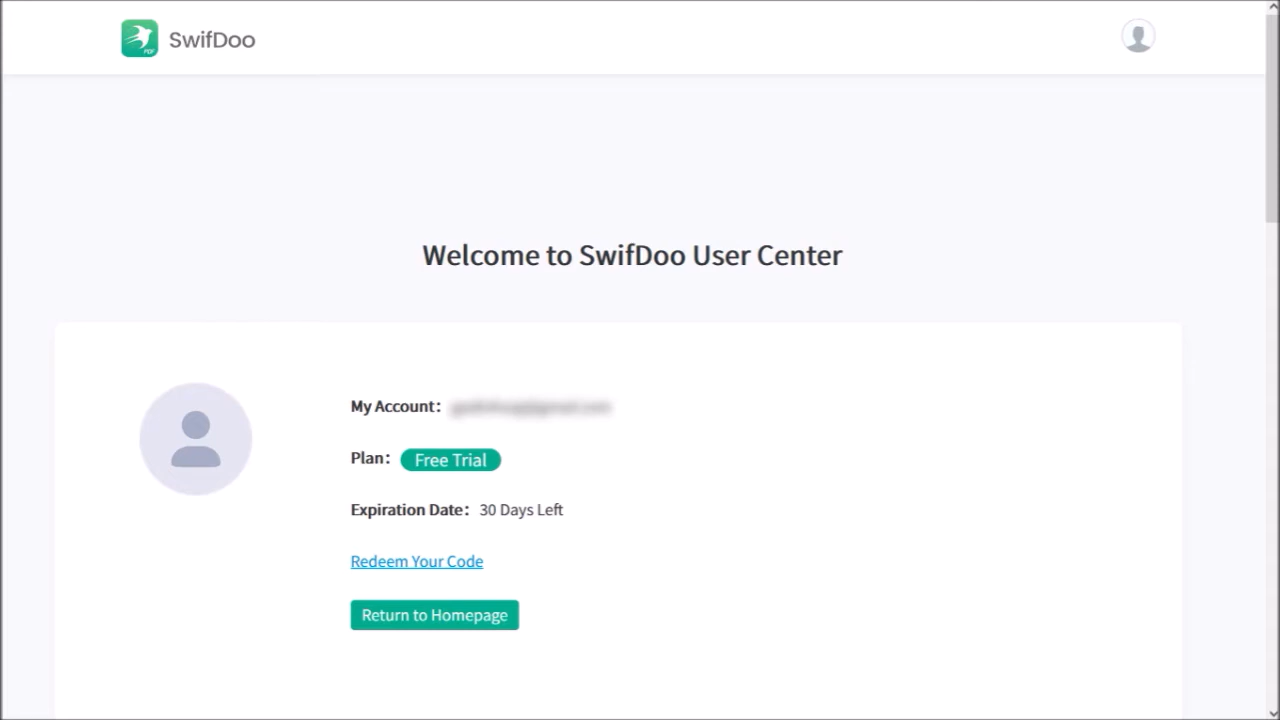 SwifDoo
PDF
Welcome to SwifDoo User Center
My Account:
Plan: Free Trial
Expiration Date: 30 Days Left
Redeem Your Code
Return to Homepage